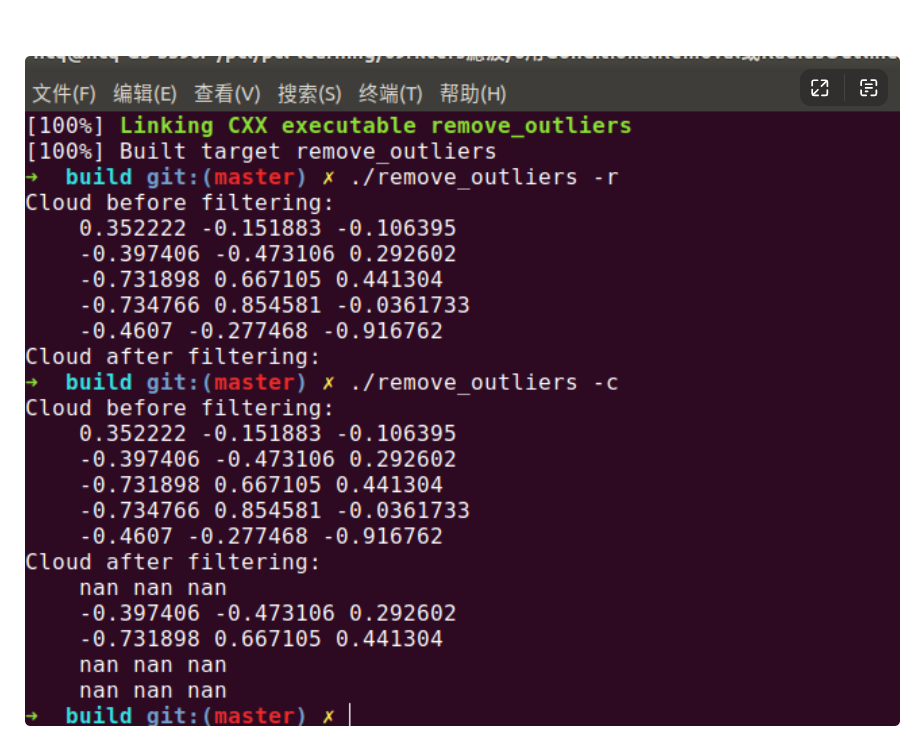 文件(F) 编辑(E) 查看(V) 搜索(S) 终端(T) 帮助(H)
[100%] Linking CXX executable remove_outliers
[100%] Built target remove_outliers
→ build git:(master) ✗ ./remove_outliers -r
Cloud before filtering:
    0.352222 -0.151883 -0.106395
    -0.397406 -0.473106 0.292602
    -0.731898 0.667105 0.441304
    -0.734766 0.854581 -0.0361733
    -0.4607 -0.277468 -0.916762
Cloud after filtering:
→ build git:(master) ✗ ./remove_outliers -c
Cloud before filtering:
    0.352222 -0.151883 -0.106395
    -0.397406 -0.473106 0.292602
    -0.731898 0.667105 0.441304
    -0.734766 0.854581 -0.0361733
    -0.4607 -0.277468 -0.916762
Cloud after filtering:
    nan nan nan
    -0.397406 -0.473106 0.292602
    -0.731898 0.667105 0.441304
    nan nan nan
    nan nan nan
→ build git:(master) ✗